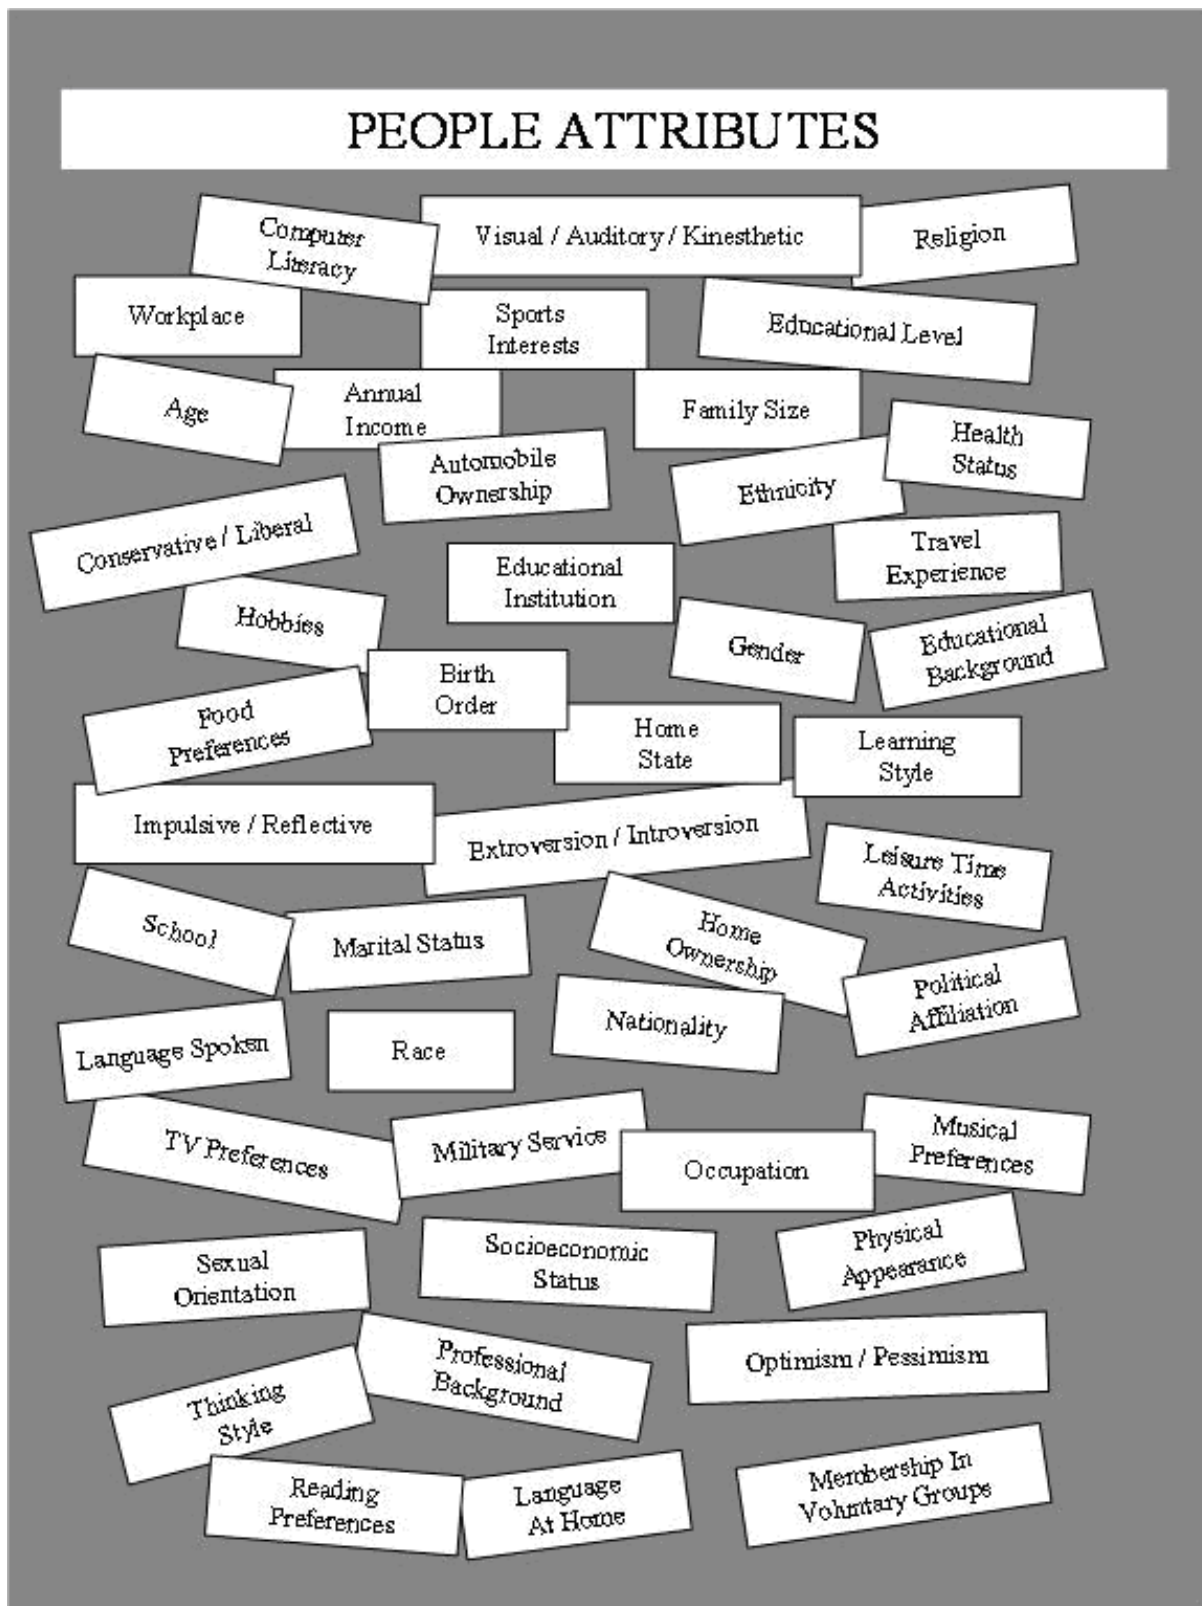 PEOPLE ATTRIBUTES
Computer
Literacy
Visual / Auditory / Kinesthetic
Religion
Workplace
Sports
Interests
Educational Level
Age
Annual
Income
Family Size
Health
Status
Automobile
Ownership
Ethnicity
Conservative / Liberal
Educational
Institution
Travel
Experience
Hobbies
Gender
Educational
Background
Birth
Order
Food
Preferences
Home
State
Learning
Style
Impulsive / Reflective
Extroversion / Introversion
Leisure Time
Activities
School
Marital Status
Home
Ownership
Political
Affiliation
Language Spoken
Race
Nationality
TV Preferences
Military Service
Occupation
Musical
Preferences
Sexual
Orientation
Socioeconomic
Status
Physical
Appearance
Thinking
Style
Professional
Background
Optimism / Pessimism
Reading
Preferences
Language
At Home
Membership In
Voluntary Groups